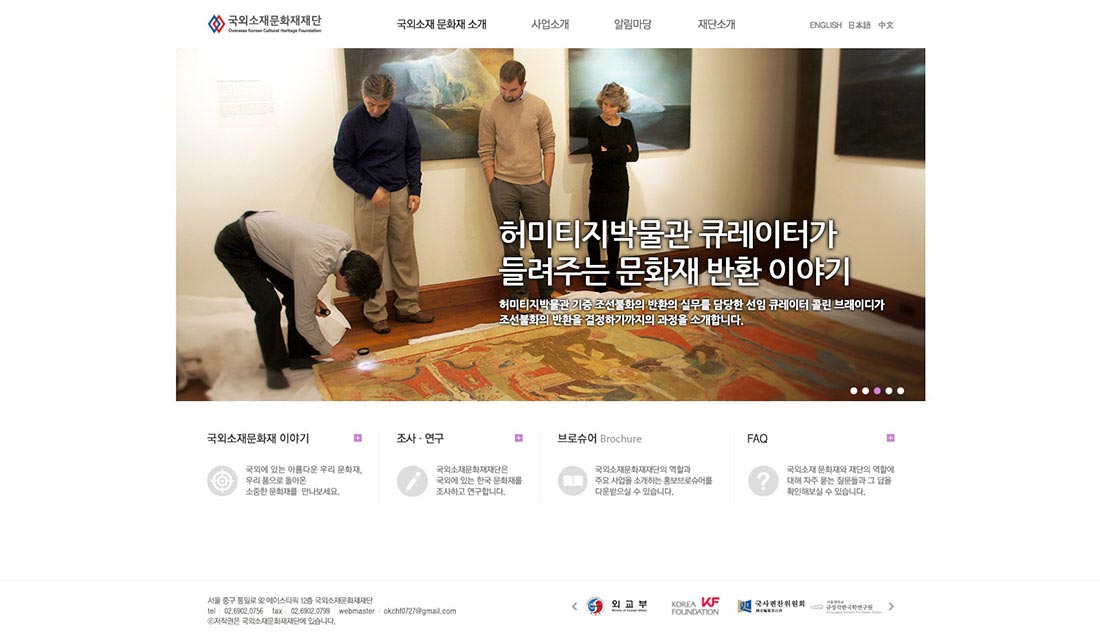 국외소재문화재재단
Overseas Korean Cultural Heritage Foundation
국외소재 문화재 소개
사업소개
알림마당
재단소개
ENGLISH 日本語 中文
허미티지박물관 큐레이터가
들려주는 문화재 반환 이야기
허미티지박물관 기증 조선불화의 반환의 실무를 담당한 선임 큐레이터 콜린 브래이디가
조선불화의 반환을 결정하기까지의 과정을 소개합니다.
국외소재문화재 이야기
국외에 있는 아름다운 우리 문화재,
우리 품으로 돌아온
소중한 문화재를 만나보세요.
조사 · 연구
국외소재문화재재단은
국외에 있는 한국 문화재를
조사하고 연구합니다.
브로슈어 Brochure
국외소재문화재재단의 역할과
주요 사업을 소개하는 홍보브로슈어를
다운받으실 수 있습니다.
FAQ
국외소재 문화재와 재단의 역할에
대해 자주 묻는 질문들과 그 답을
확인해보실 수 있습니다.
서울 중구 통일로 92 에이스타워 12층 국외소재문화재재단
tel | 02.6902.0756 fax | 02.6902.0799 webmaster | okchf0727@gmail.com
ⓒ저작권은 국외소재문화재재단에 있습니다.
외교부
Ministry of Foreign Affairs
KOREA FOUNDATION KF
국사편찬위원회
서울대학교
규장각한국학연구원